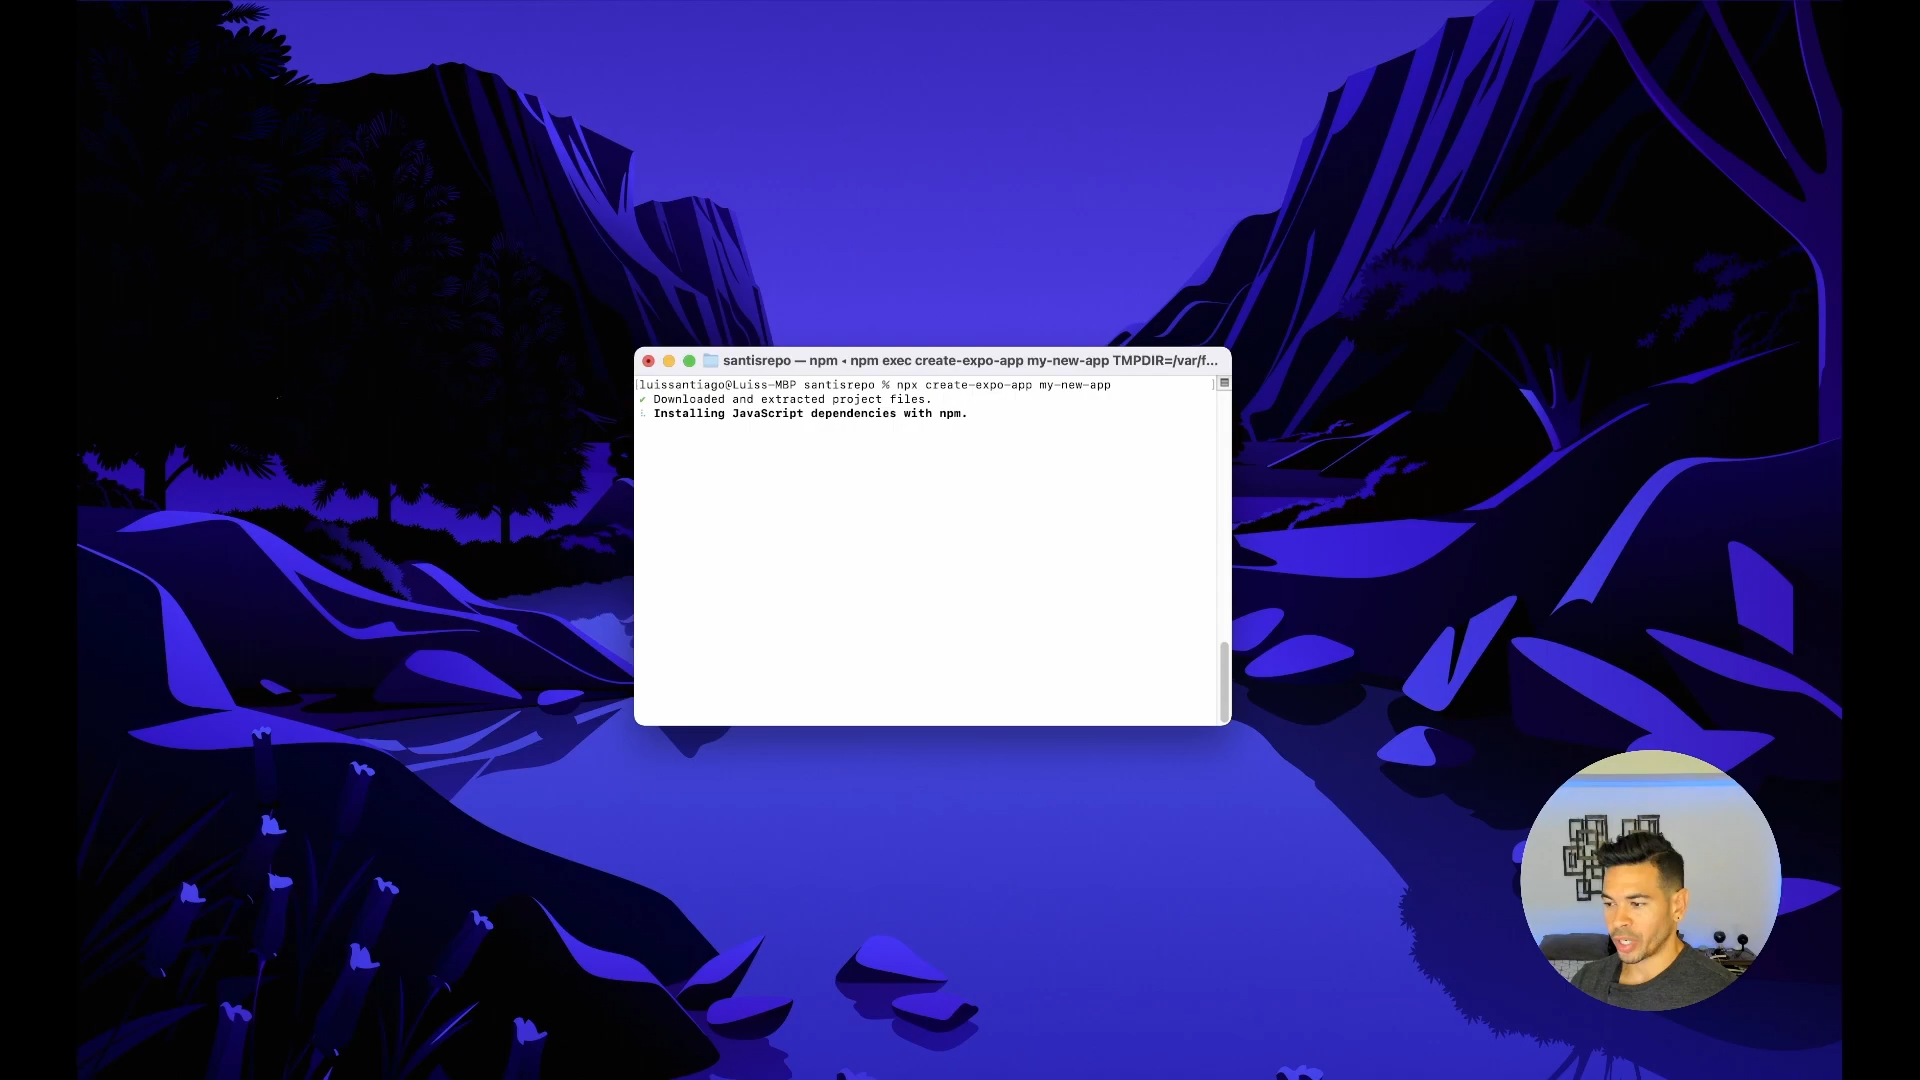 santisrepo — npm ◂ npm exec create-expo-app my-new-app TMPDIR=/var/f...
[luissantiago@Luiss-MBP santisrepo % npx create-expo-app my-new-app ]
✔ Downloaded and extracted project files.
Installing JavaScript dependencies with npm.